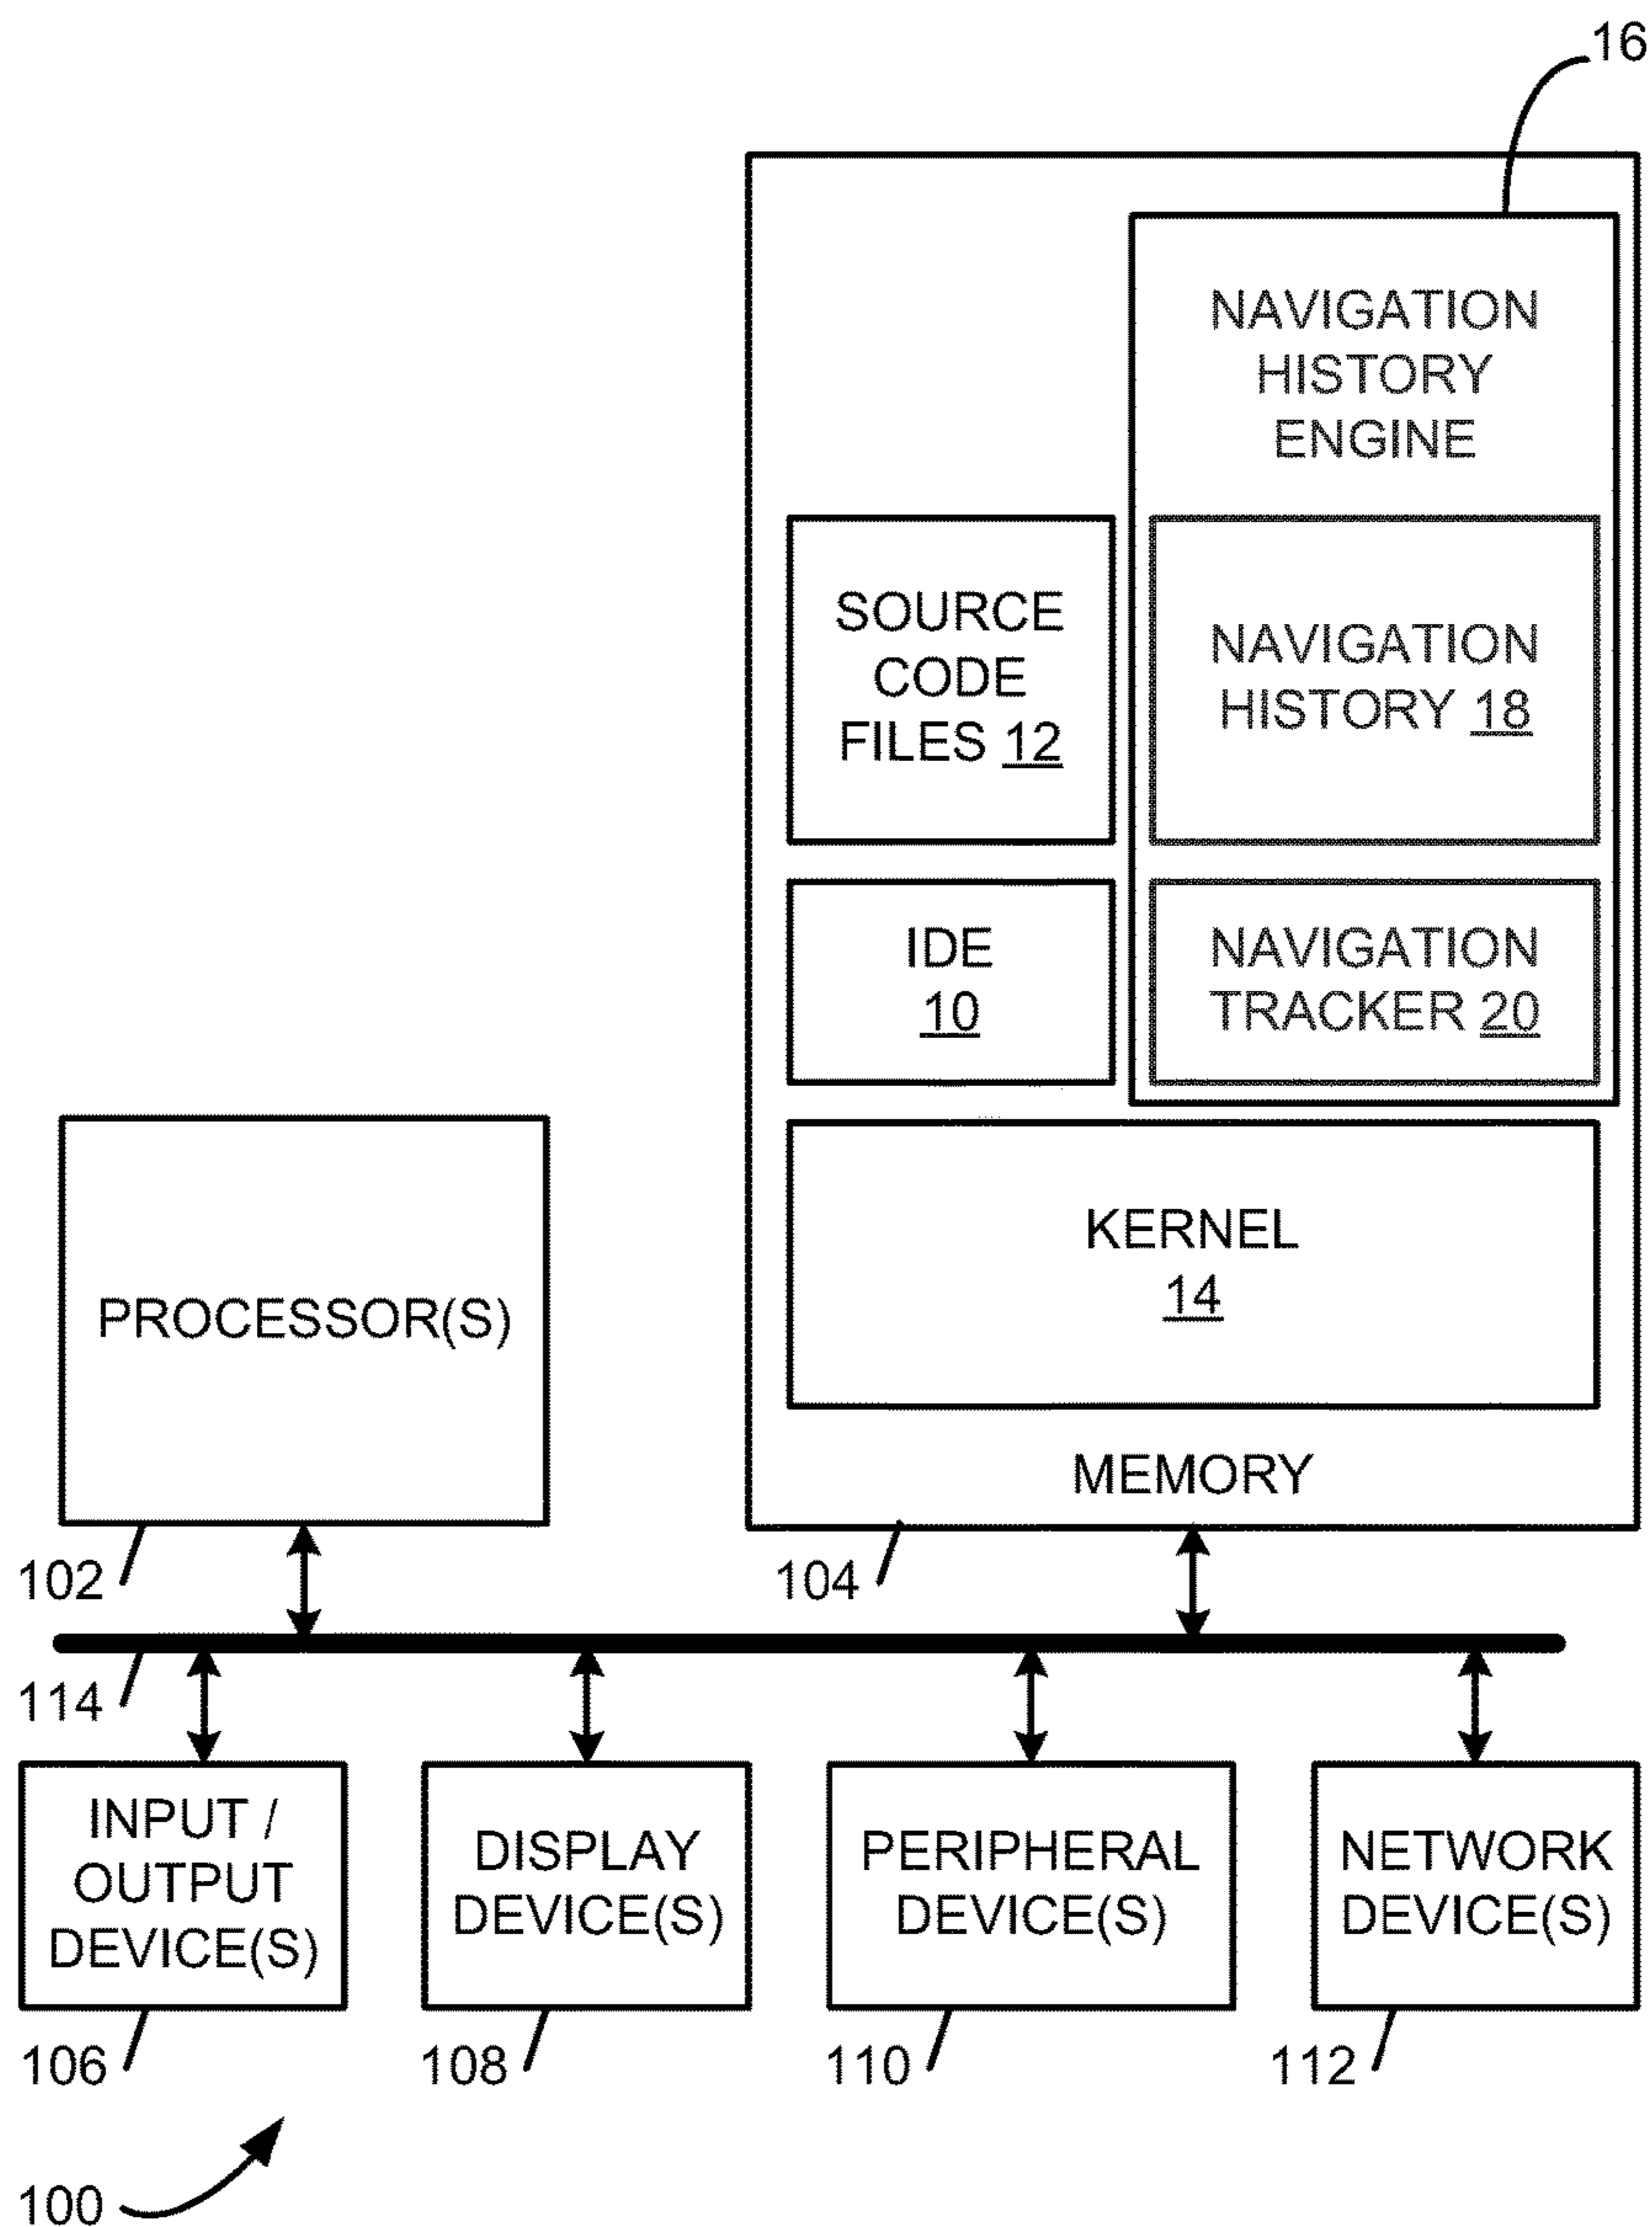 16
NAVIGATION
HISTORY
ENGINE
SOURCE
CODE
FILES 12
NAVIGATION
HISTORY 18
IDE
10
NAVIGATION
TRACKER 20
KERNEL
14
MEMORY
PROCESSOR(S)
102
104
114
INPUT /
OUTPUT
DEVICE(S)
DISPLAY
DEVICE(S)
PERIPHERAL
DEVICE(S)
NETWORK
DEVICE(S)
106
108
110
112
100